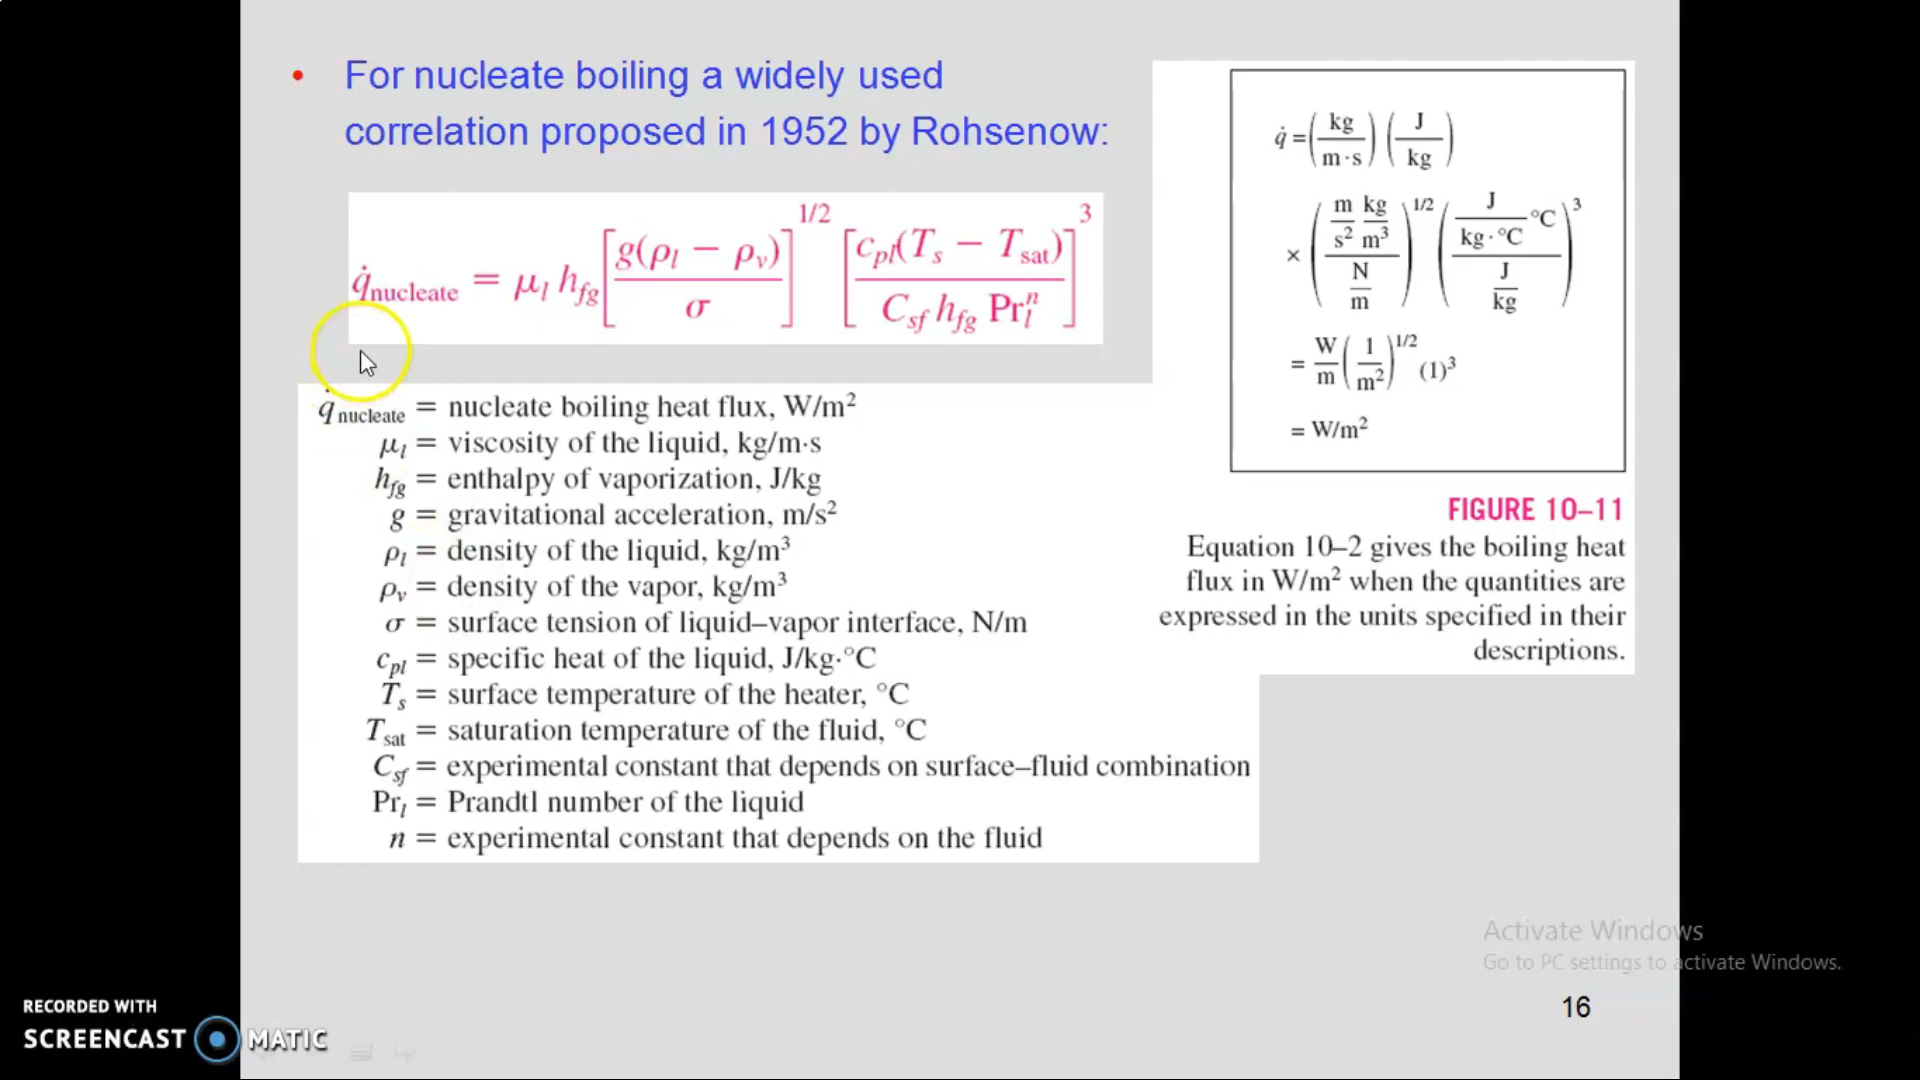 • For nucleate boiling a widely used
correlation proposed in 1952 by Rohsenow:
q̇nucleate = μl hfg [g(ρl − ρv)/σ]^1/2 [cpl(Ts − Tsat)/(Csf hfg Prl^n)]^3
q̇nucleate = nucleate boiling heat flux, W/m²
μl = viscosity of the liquid, kg/m·s
hfg = enthalpy of vaporization, J/kg
g = gravitational acceleration, m/s²
ρl = density of the liquid, kg/m³
ρv = density of the vapor, kg/m³
σ = surface tension of liquid–vapor interface, N/m
cpl = specific heat of the liquid, J/kg·°C
Ts = surface temperature of the heater, °C
Tsat = saturation temperature of the fluid, °C
Csf = experimental constant that depends on surface–fluid combination
Prl = Prandtl number of the liquid
n = experimental constant that depends on the fluid
q̇ = (kg/m·s) (J/kg)
× ((m/s² kg/m³)/(N/m))^1/2 ((J/kg·°C °C)/(J/kg))^3
= W/m (1/m²)^1/2 (1)³
= W/m²
FIGURE 10–11
Equation 10–2 gives the boiling heat
flux in W/m² when the quantities are
expressed in the units specified in their
descriptions.
Activate Windows
Go to PC settings to activate Windows.
16
RECORDED WITH
SCREENCAST MATIC